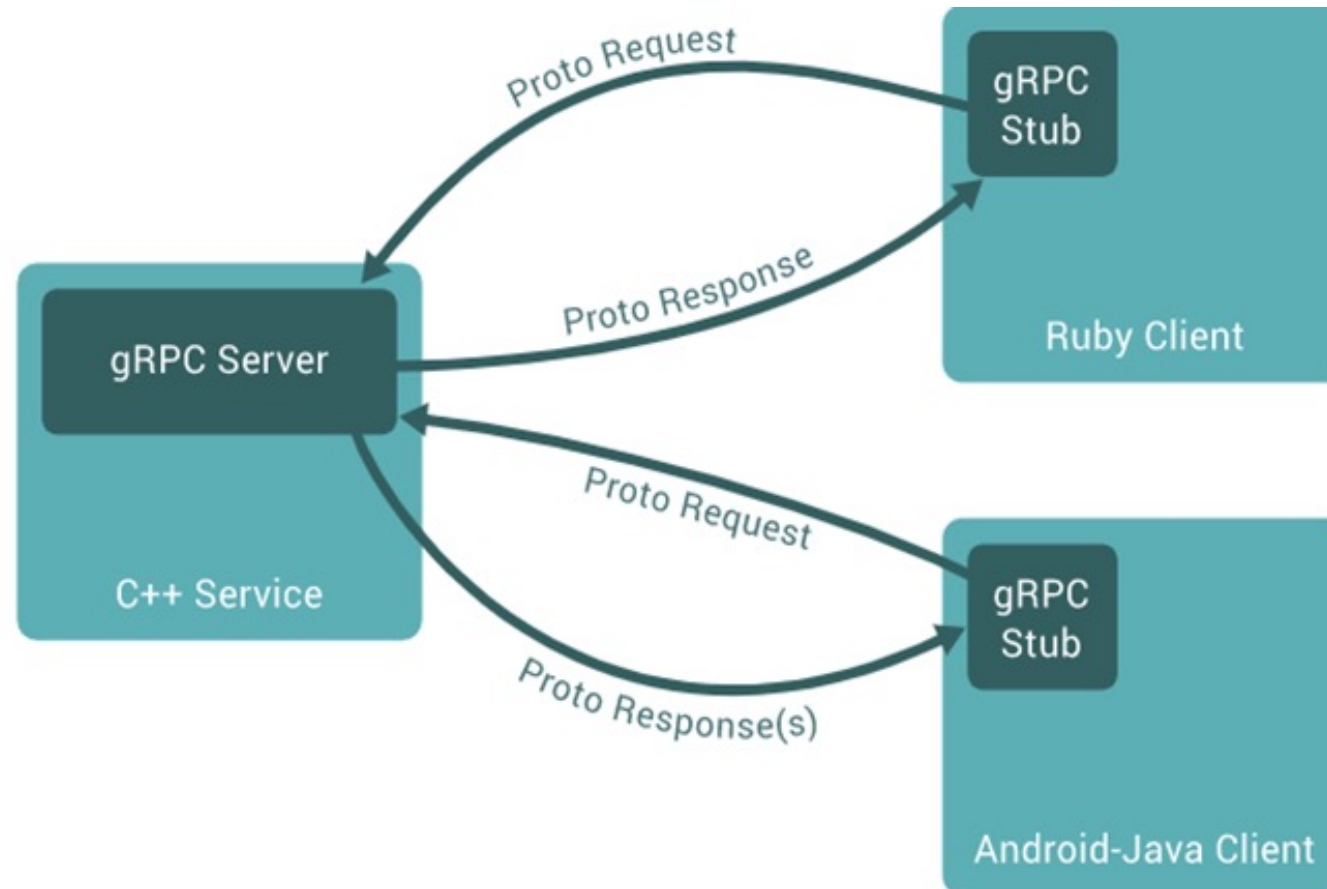 Proto Request
gRPC
Stub
Proto Response
Ruby Client
gRPC Server
C++ Service
Proto Request
gRPC
Stub
Proto Response(s)
Android-Java Client